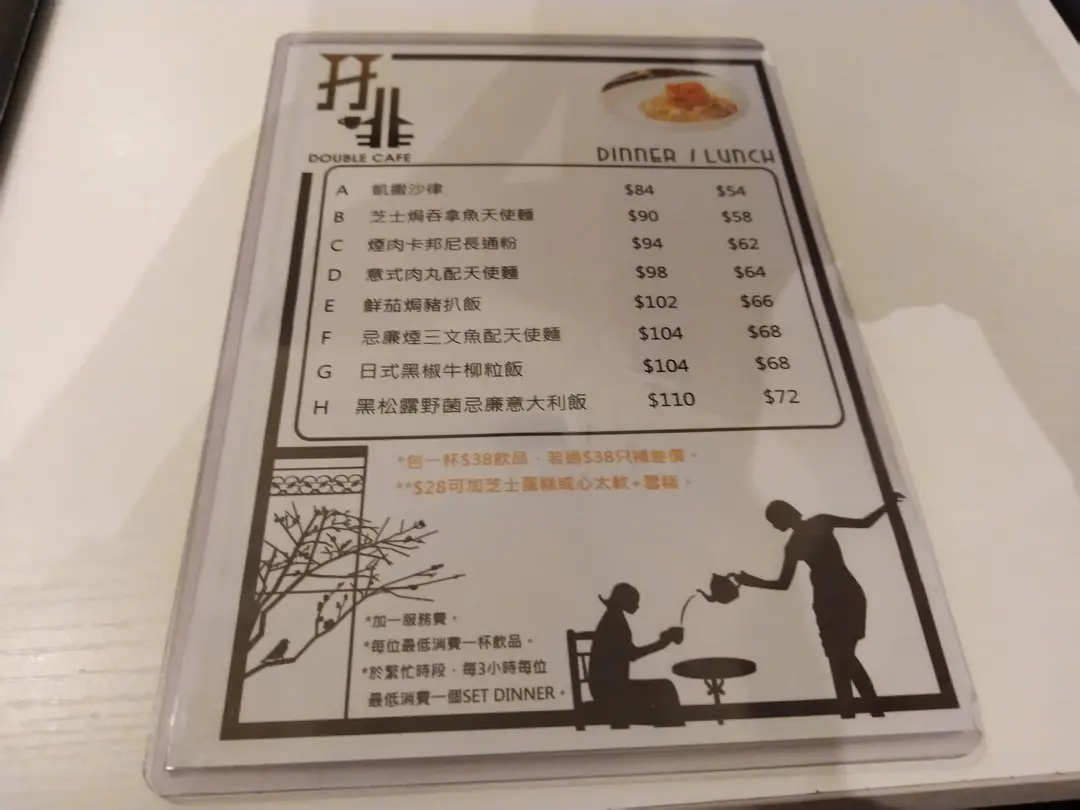 DOUBLE CAFE
DINNER / LUNCH
A 凱撒沙律 $84 $54
B 芝士焗吞拿魚天使麵 $90 $58
C 煙肉卡邦尼長通粉 $94 $62
D 意式肉丸配天使麵 $98 $64
E 鮮茄焗豬扒飯 $102 $66
F 忌廉煙三文魚配天使麵 $104 $68
G 日式黑椒牛柳粒飯 $104 $68
H 黑松露野菌忌廉意大利飯 $110 $72
*包一杯$38飲品，若過$38只補差價。
**$28可加芝士蛋糕或心太軟+雪糕。
*加一服務費。
*每位最低消費一杯飲品。
*於繁忙時段，每3小時每位
最低消費一個SET DINNER。